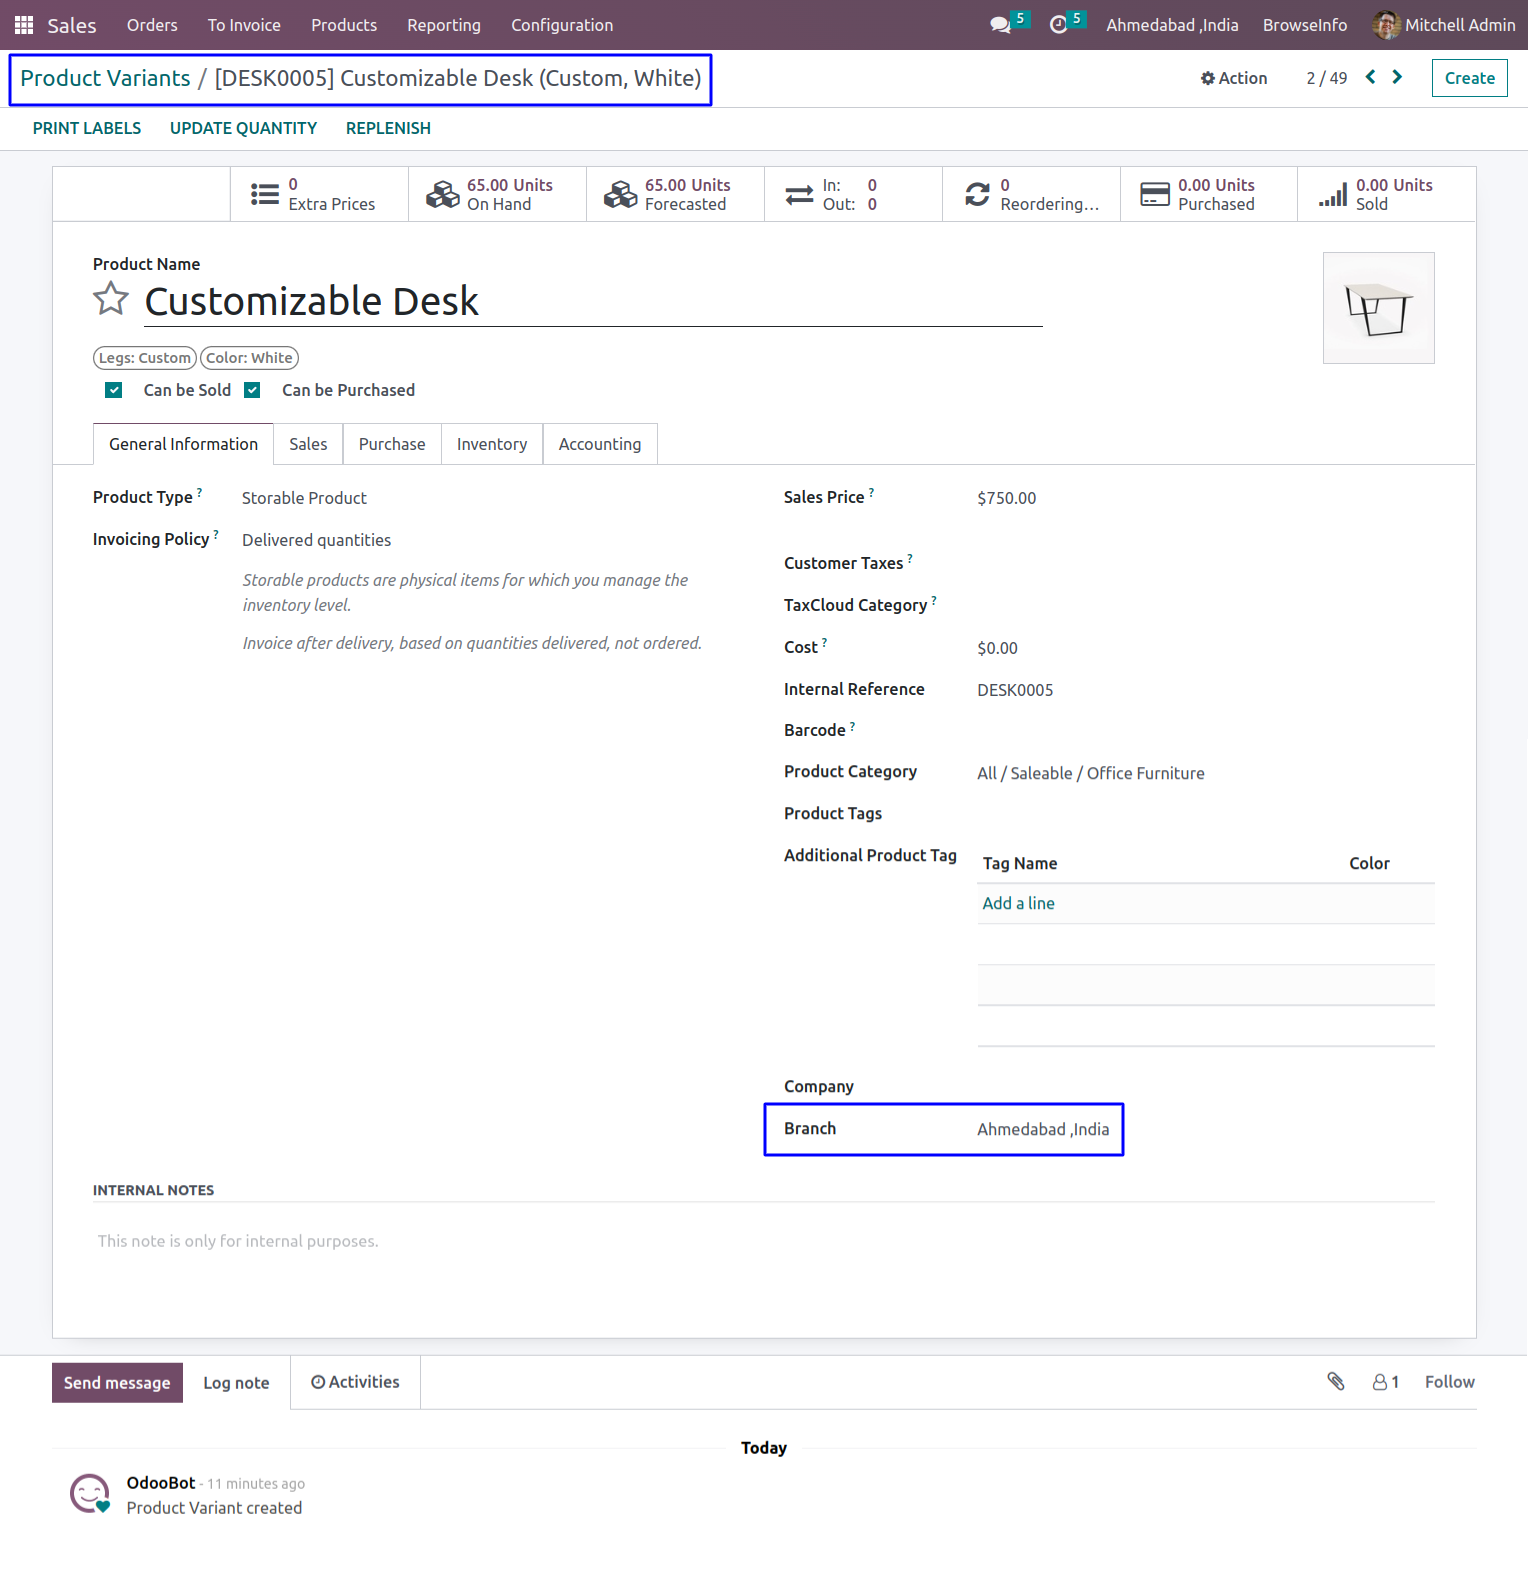 Sales Orders To Invoice Products Reporting Configuration 5 5 Ahmedabad ,India BrowseInfo Mitchell Admin
Product Variants / [DESK0005] Customizable Desk (Custom, White) Action 2 / 49 Create
PRINT LABELS UPDATE QUANTITY REPLENISH
0 65.00 Units 65.00 Units In: 0 0 0.00 Units 0.00 Units
Extra Prices On Hand Forecasted Out: 0 Reordering... Purchased Sold
Product Name
Customizable Desk
Legs: Custom Color: White
Can be Sold Can be Purchased
General Information Sales Purchase Inventory Accounting
Product Type ? Storable Product Sales Price ? $750.00
Invoicing Policy ? Delivered quantities
Customer Taxes ?
Storable products are physical items for which you manage the
inventory level. TaxCloud Category ?
Invoice after delivery, based on quantities delivered, not ordered. Cost ? $0.00
Internal Reference DESK0005
Barcode ?
Product Category All / Saleable / Office Furniture
Product Tags
Additional Product Tag Tag Name Color
Add a line
Company
Branch Ahmedabad ,India
INTERNAL NOTES
This note is only for internal purposes.
Send message Log note Activities 1 Follow
Today
OdooBot - 11 minutes ago
Product Variant created